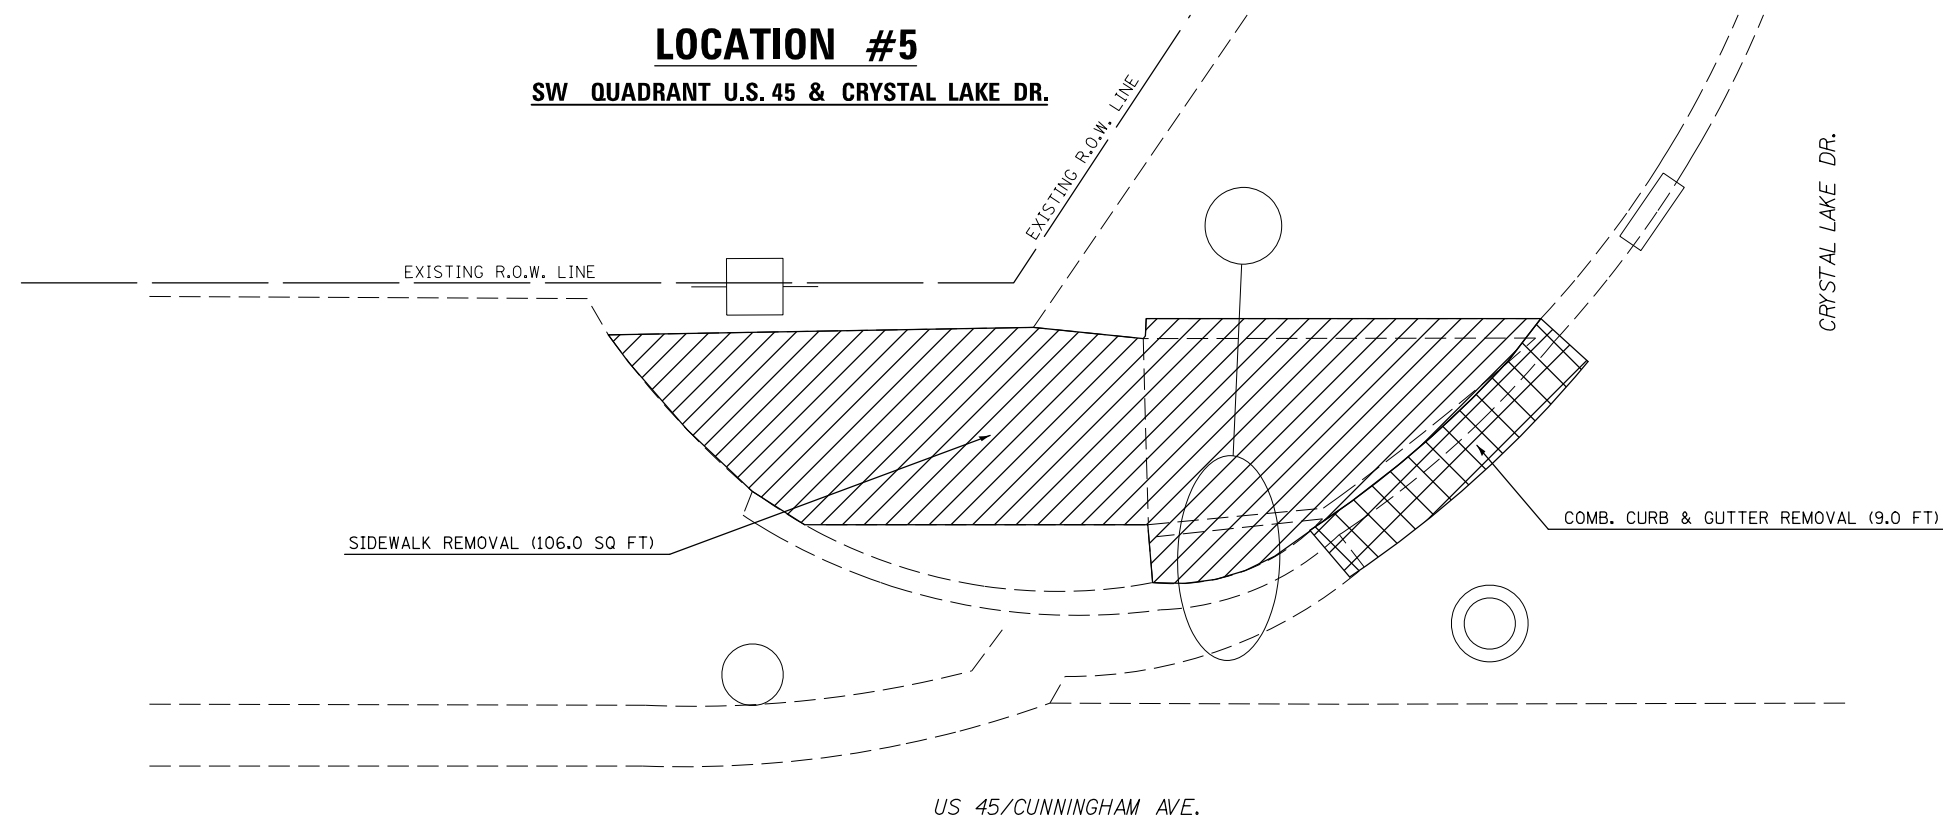 LOCATION #5
SW QUADRANT U.S. 45 & CRYSTAL LAKE DR.
EXISTING R.O.W. LINE
EXISTING R.O.W. LINE
CRYSTAL LAKE DR.
SIDEWALK REMOVAL (106.0 SQ FT)
COMB. CURB & GUTTER REMOVAL (9.0 FT)
US 45/CUNNINGHAM AVE.